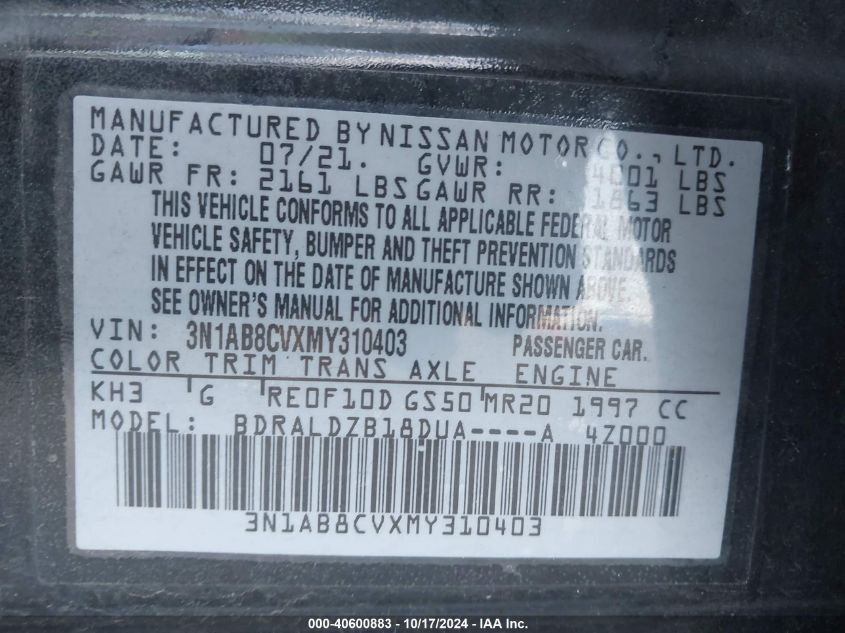 MANUFACTURED BY NISSAN MOTOR CO., LTD.
DATE: 07/21. GVWR: 4001 LBS
GAWR FR: 2161 LBS GAWR RR: 1863 LBS
THIS VEHICLE CONFORMS TO ALL APPLICABLE FEDERAL MOTOR
VEHICLE SAFETY, BUMPER AND THEFT PREVENTION STANDARDS
IN EFFECT ON THE DATE OF MANUFACTURE SHOWN ABOVE.
SEE OWNER'S MANUAL FOR ADDITIONAL INFORMATION.
VIN: 3N1AB8CVXMY310403 PASSENGER CAR.
COLOR TRIM TRANS AXLE ENGINE
KH3 G RE0F10D GS50 MR20 1997 CC
MODEL: BDRALDZB18DUA----A 4Z000
3N1AB8CVXMY310403
000-40600883 - 10/17/2024 - IAA Inc.